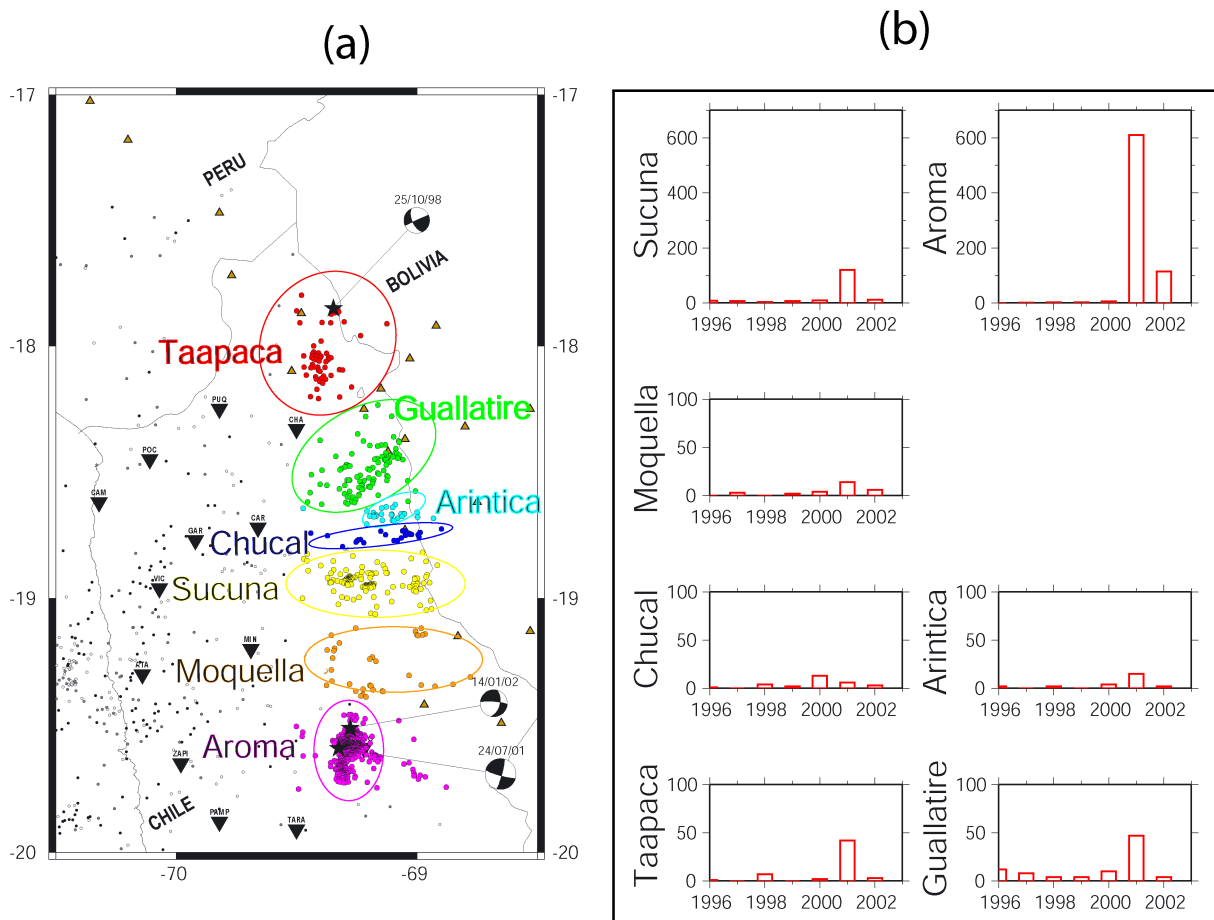 (a)
(b)
-17
-17
-18
-18
-19
-19
-20
-20
-70
-69
PERU
25/10/98
BOLIVIA
Taapaca
PUQ
CHA
Guallatire
POC
CAM
Arintica
CAR
GAR
Chucal
VIC
Sucuna
MIN
Moquella
14/01/02
Aroma
ZAPI
24/07/01
CHILE
PAMP
TARA
Sucuna
600
400
200
0
1996 1998 2000 2002
Aroma
600
400
200
0
1996 1998 2000 2002
Moquella
100
50
0
1996 1998 2000 2002
Chucal
100
50
0
1996 1998 2000 2002
Arintica
100
50
0
1996 1998 2000 2002
Taapaca
100
50
0
1996 1998 2000 2002
Guallatire
100
50
0
1996 1998 2000 2002